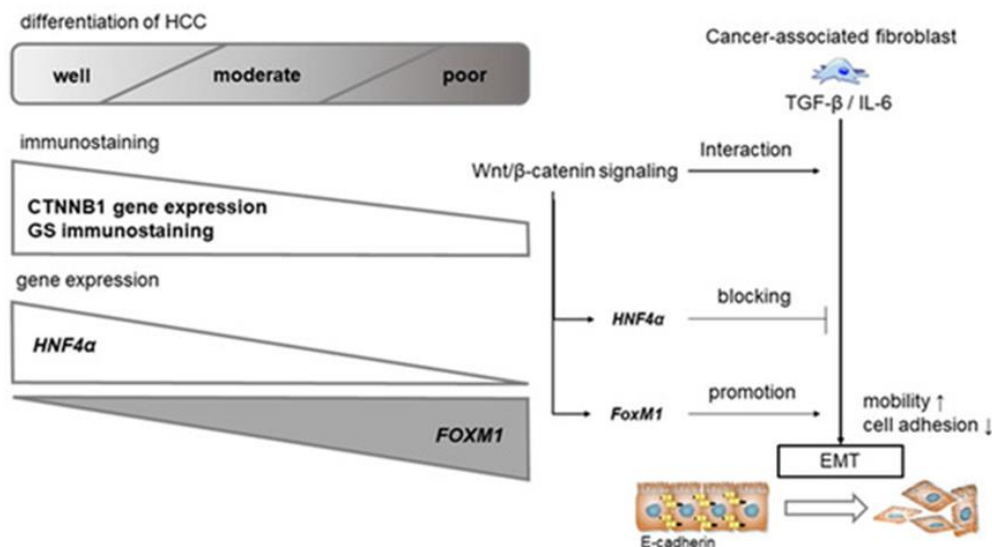 differentiation of HCC
well moderate poor
immunostaining
CTNNB1 gene expression
GS immunostaining
gene expression
HNF4α
FOXM1
Cancer-associated fibroblast
TGF-β / IL-6
Interaction
Wnt/β-catenin signaling
blocking
HNF4α
promotion
FoxM1
mobility ↑
cell adhesion ↓
EMT
E-cadherin